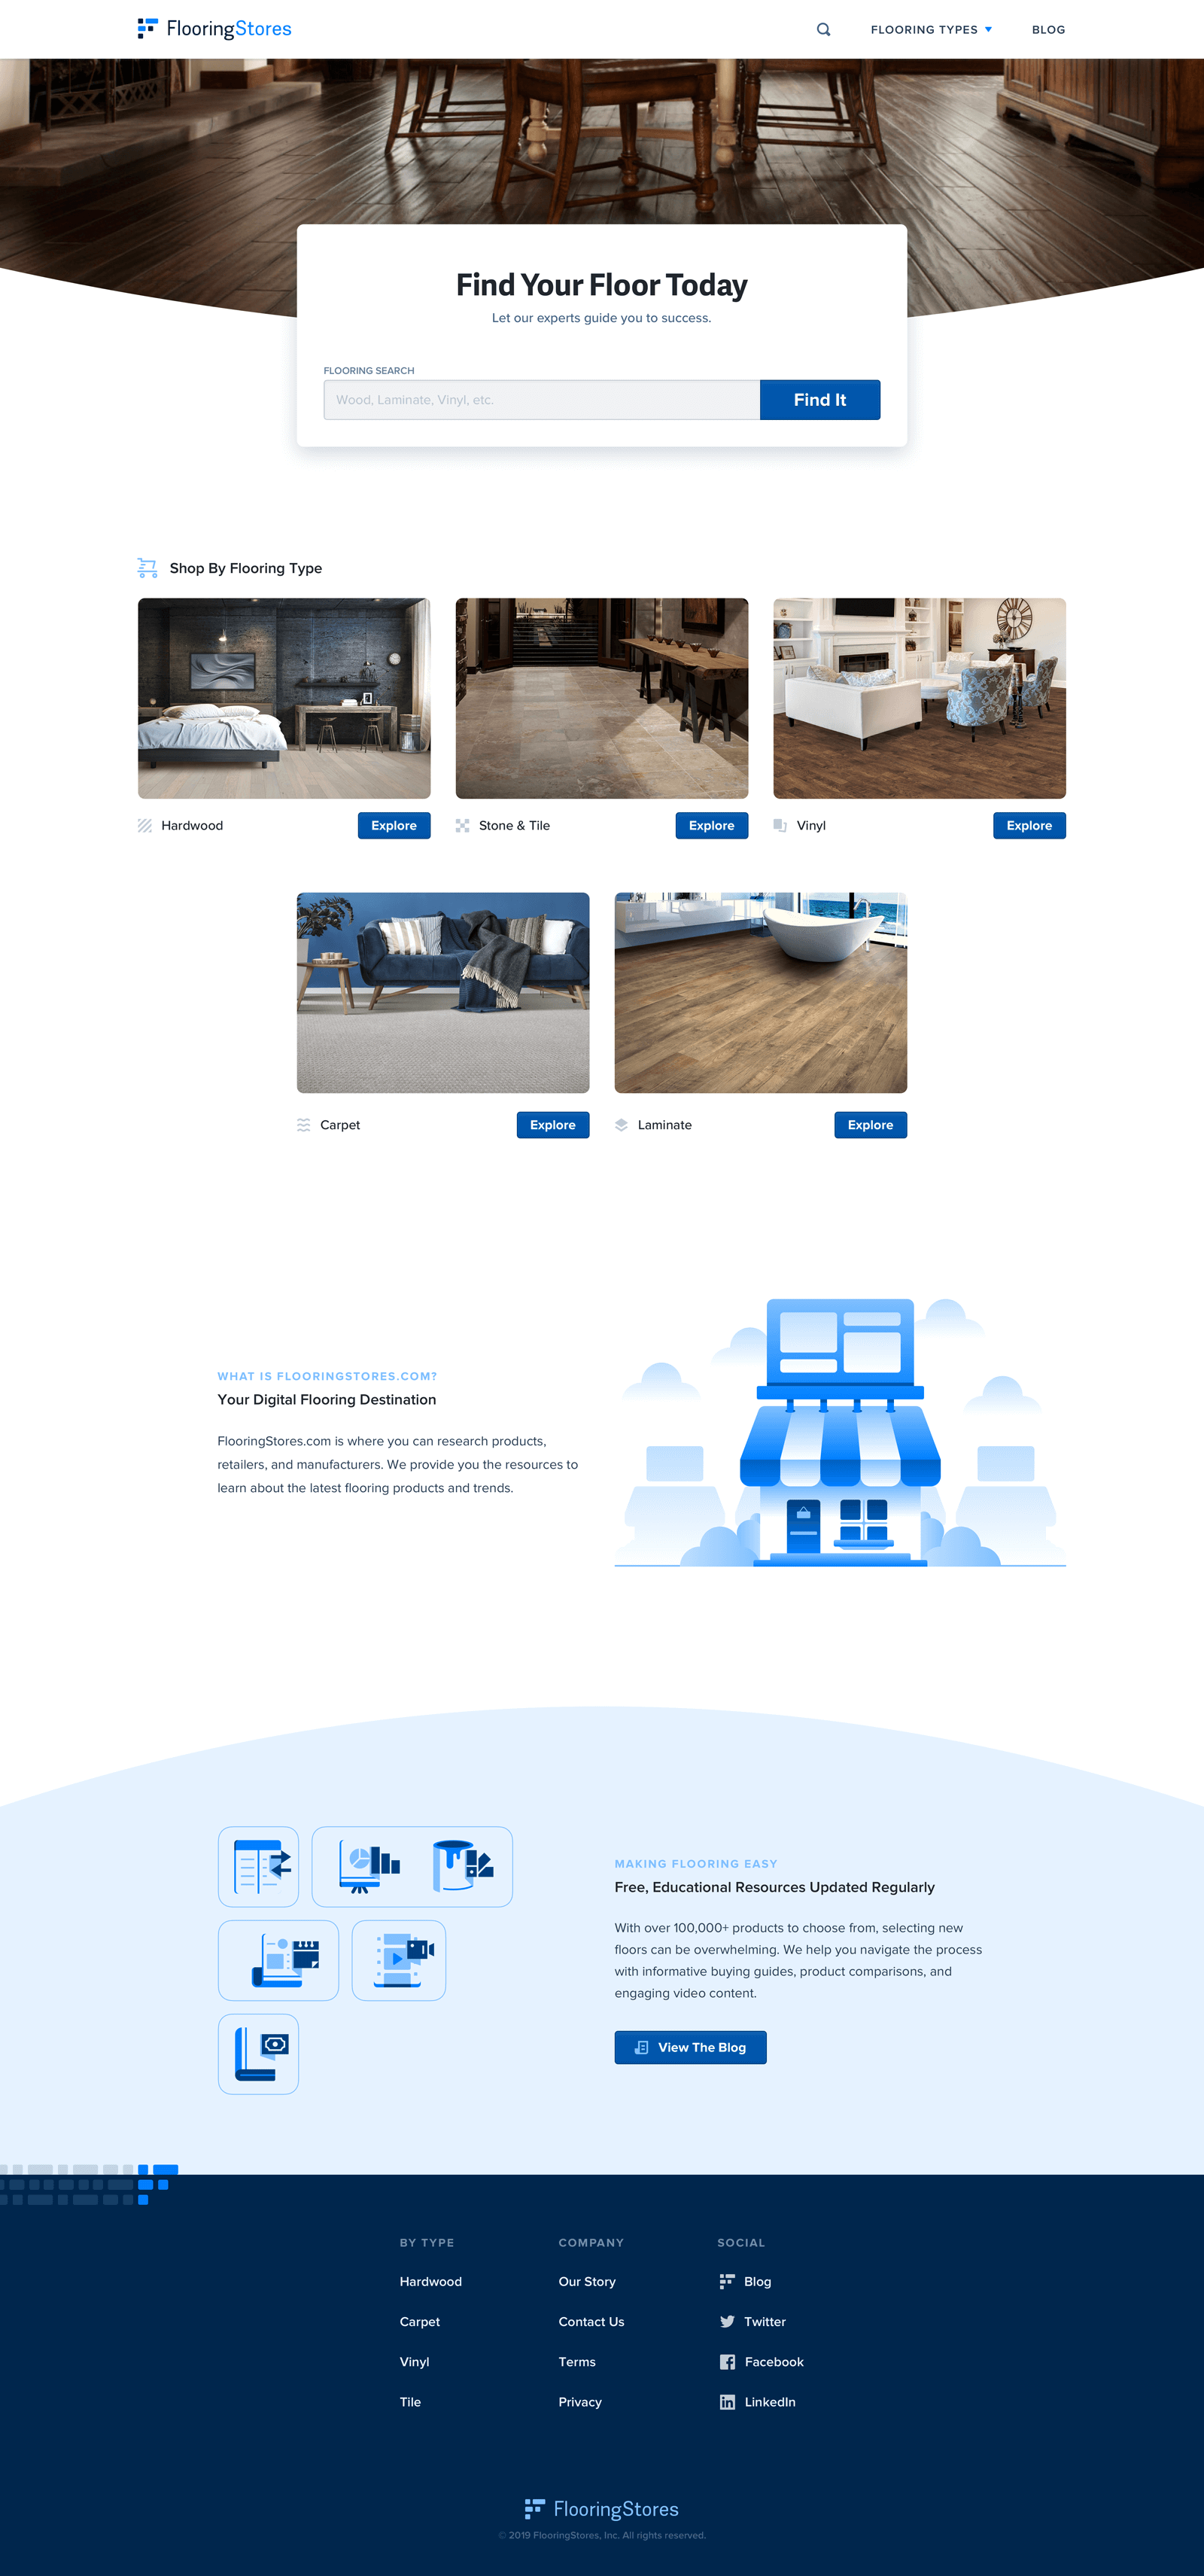 FlooringStores
FLOORING TYPES
BLOG
Find Your Floor Today
Let our experts guide you to success.
FLOORING SEARCH
Wood, Laminate, Vinyl, etc.
Find It
Shop By Flooring Type
Hardwood
Explore
Stone & Tile
Explore
Vinyl
Explore
Carpet
Explore
Laminate
Explore
WHAT IS FLOORINGSTORES.COM?
Your Digital Flooring Destination
FlooringStores.com is where you can research products,
retailers, and manufacturers. We provide you the resources to
learn about the latest flooring products and trends.
MAKING FLOORING EASY
Free, Educational Resources Updated Regularly
With over 100,000+ products to choose from, selecting new
floors can be overwhelming. We help you navigate the process
with informative buying guides, product comparisons, and
engaging video content.
View The Blog
BY TYPE
Hardwood
Carpet
Vinyl
Tile
COMPANY
Our Story
Contact Us
Terms
Privacy
SOCIAL
Blog
Twitter
Facebook
LinkedIn
FlooringStores
© 2019 FlooringStores, Inc. All rights reserved.